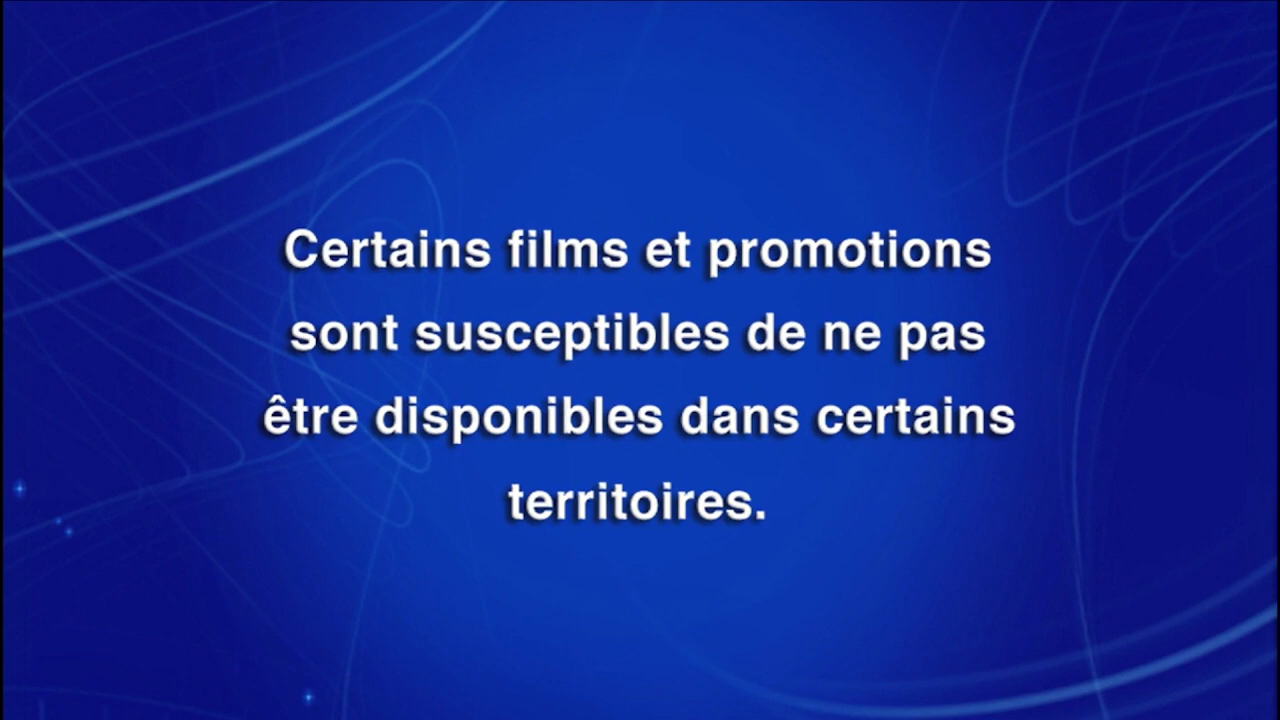 Certains films et promotions
sont susceptibles de ne pas
être disponibles dans certains
territoires.